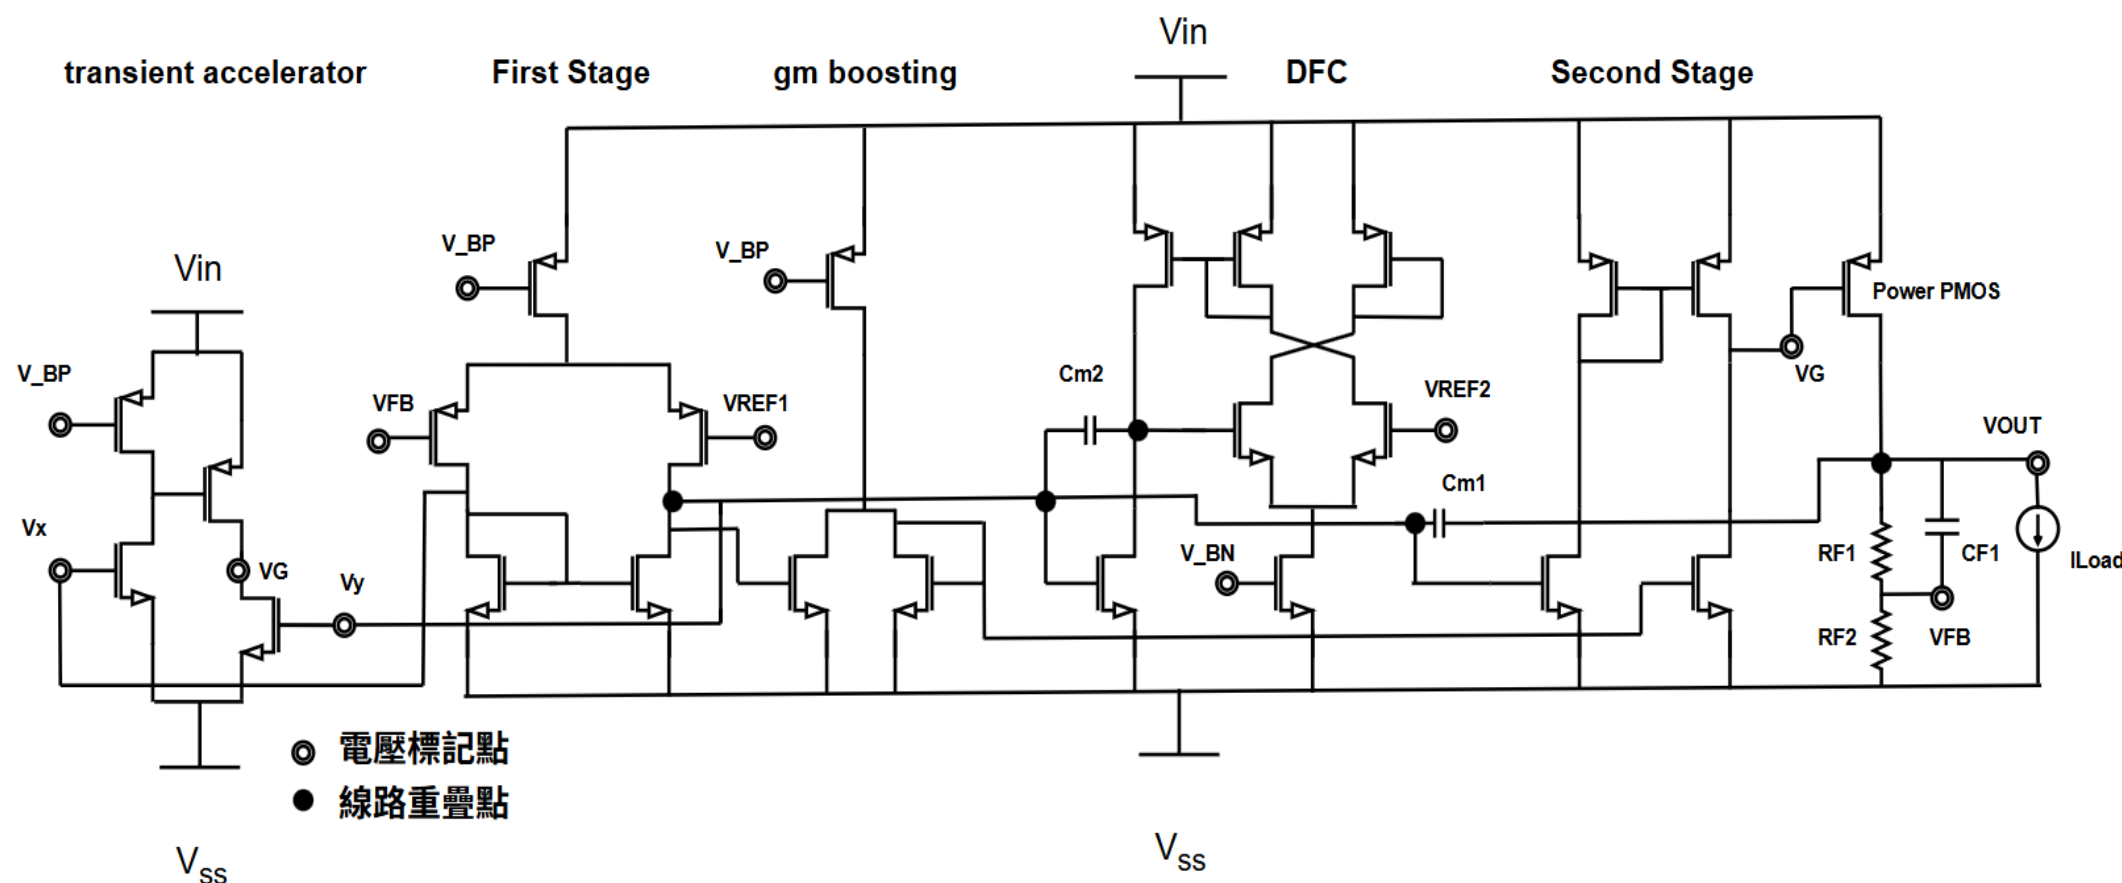 Vin
transient accelerator
First Stage
gm boosting
DFC
Second Stage
V_BP
V_BP
Vin
Power PMOS
V_BP
Cm2
VG
VFB
VREF1
VREF2
VOUT
Cm1
Vx
VG
Vy
V_BN
RF1
CF1
ILoad
RF2
VFB
電壓標記點
線路重疊點
VSS
VSS